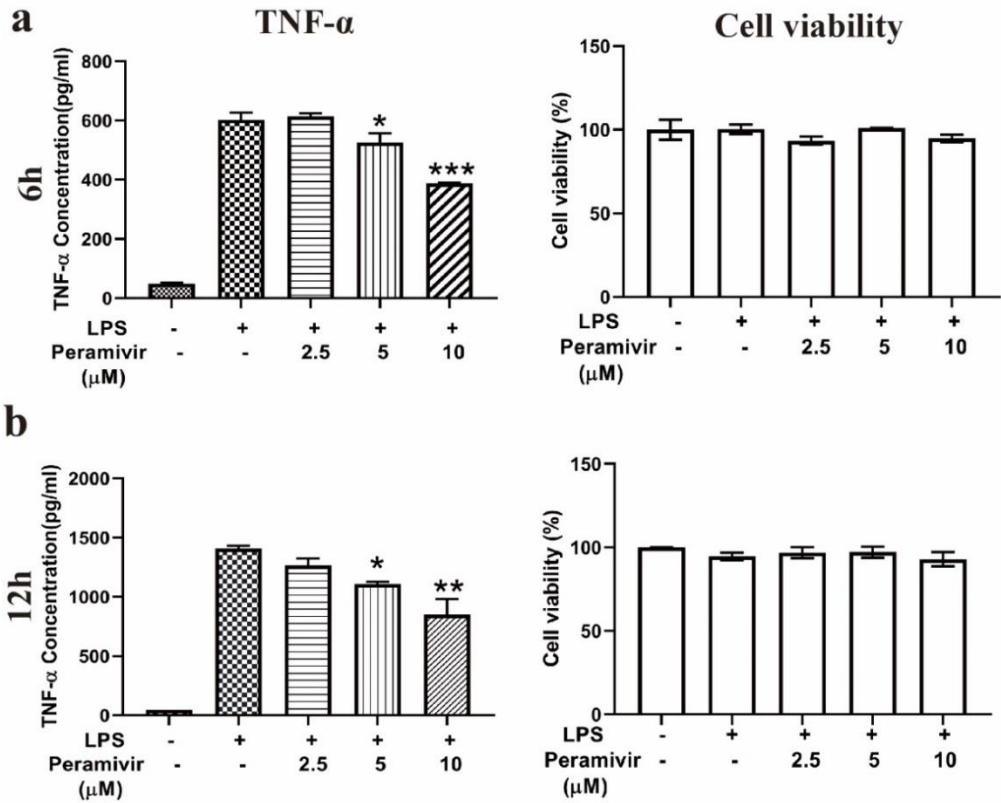 a
TNF-α
Cell viability
6h
TNF-α Concentration(pg/ml)
800
600
400
200
0
*
***
LPS - + + + +
Peramivir - - 2.5 5 10
(μM)
Cell viability (%)
150
100
50
0
LPS - + + + +
Peramivir - - 2.5 5 10
(μM)
b
12h
TNF-α Concentration(pg/ml)
2000
1500
1000
500
0
*
**
LPS - + + + +
Peramivir - - 2.5 5 10
(μM)
Cell viability (%)
150
100
50
0
LPS - + + + +
Peramivir - - 2.5 5 10
(μM)